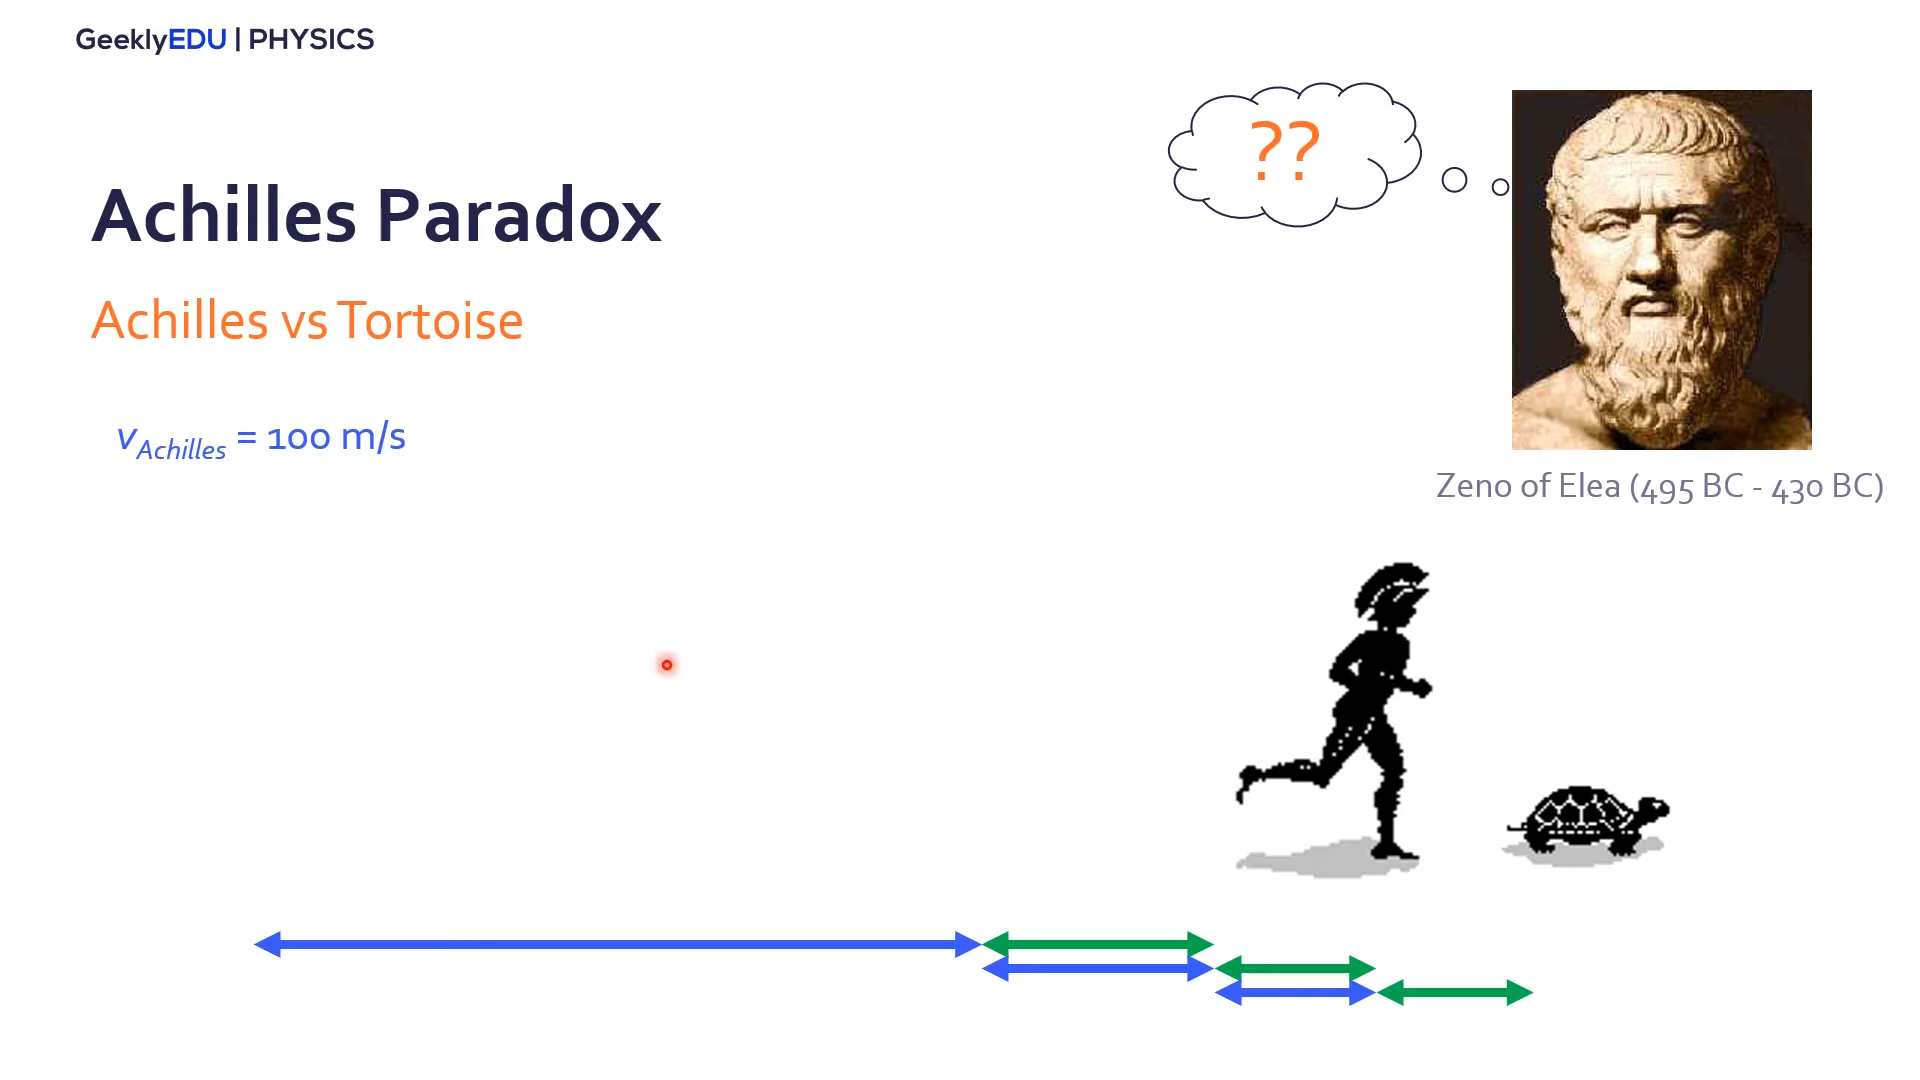 GeeklyEDU | PHYSICS
??
Achilles Paradox
Achilles vs Tortoise
vAchilles = 100 m/s
Zeno of Elea (495 BC - 430 BC)